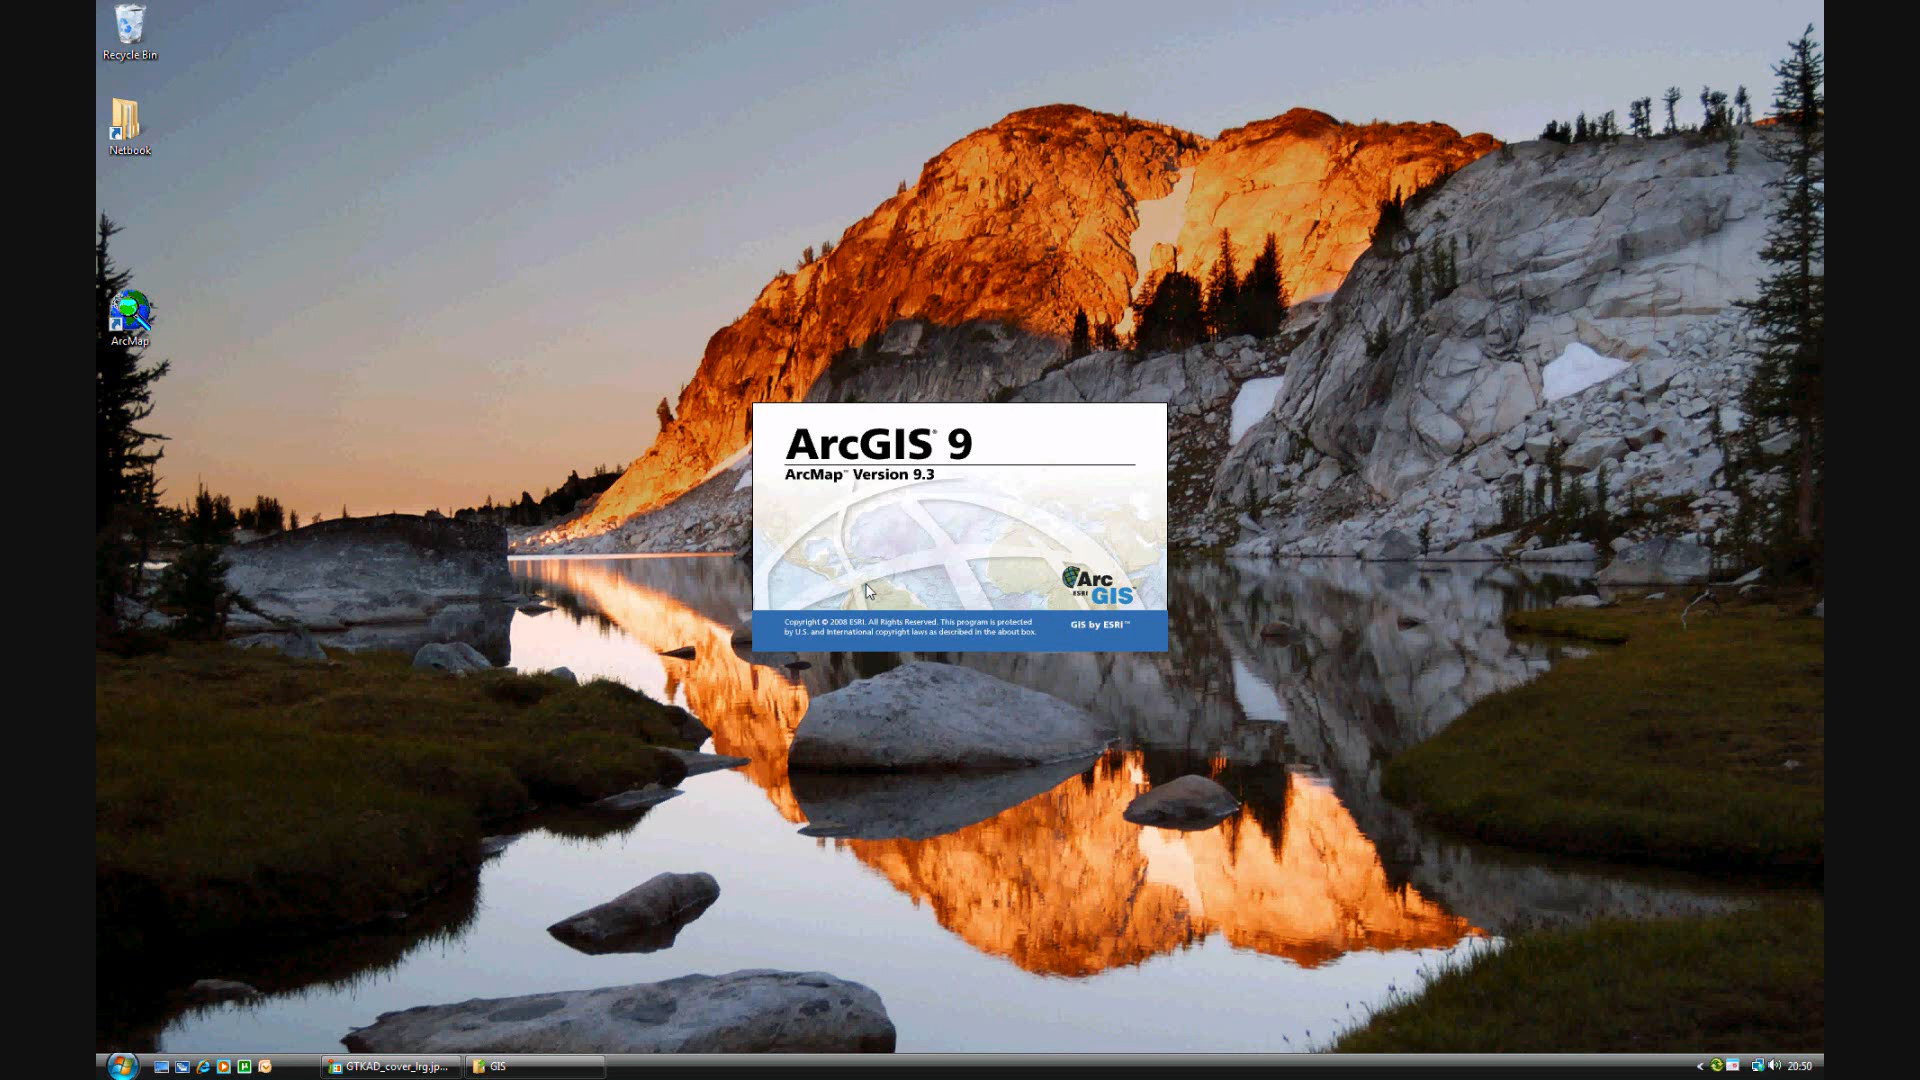 Recycle Bin
Netbook
ArcMap
ArcGIS® 9
ArcMap™ Version 9.3
Arc
ESRI GIS
Copyright © 2008 ESRI. All Rights Reserved. This program is protected
by U.S. and International copyright laws as described in the about box.
GIS by ESRI™
GTKAD_cover_lrg.jp...
GIS
20:50